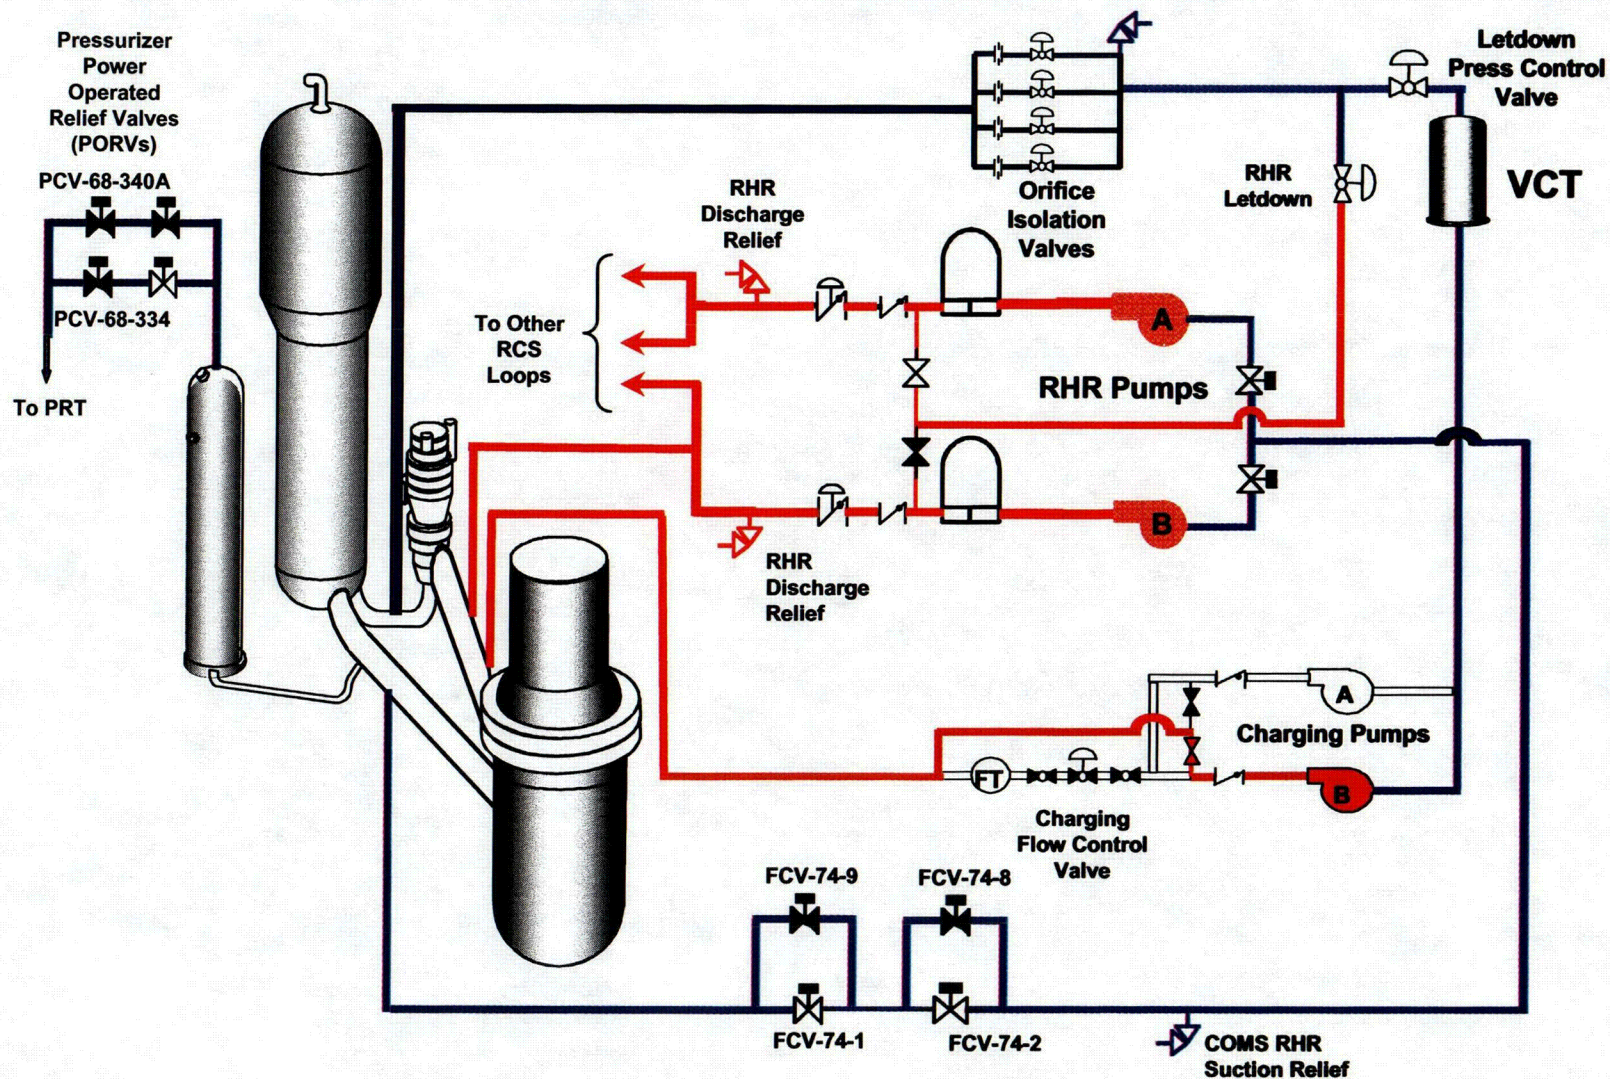 Pressurizer
Power
Operated
Relief Valves
(PORVs)
PCV-68-340A
PCV-68-334
To PRT
Letdown
Press Control
Valve
VCT
RHR
Letdown
Orifice
Isolation
Valves
RHR
Discharge
Relief
To Other
RCS
Loops
A
RHR Pumps
B
RHR
Discharge
Relief
A
Charging Pumps
B
FT
Charging
Flow Control
Valve
FCV-74-9
FCV-74-8
FCV-74-1
FCV-74-2
COMS RHR
Suction Relief